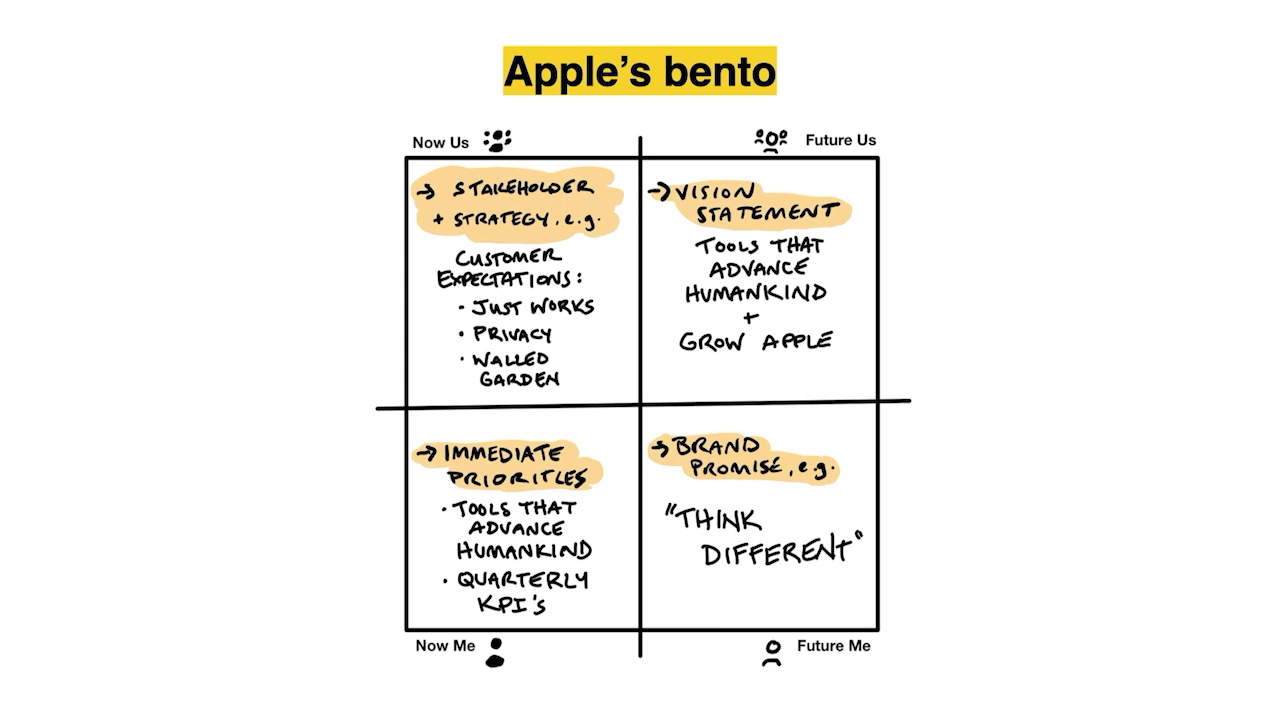 Apple's bento
Now Us
Future Us
→ STAKEHOLDER
+ STRATEGY, e.g.
CUSTOMER
EXPECTATIONS:
• JUST WORKS
• PRIVACY
• WALLED
GARDEN
→ VISION
STATEMENT
TOOLS THAT
ADVANCE
HUMANKIND
+
GROW APPLE
→ IMMEDIATE
PRIORITIES
• TOOLS THAT
ADVANCE
HUMANKIND
• QUARTERLY
KPI's
→ BRAND
PROMISE, e.g.
"THINK
DIFFERENT"
Now Me
Future Me